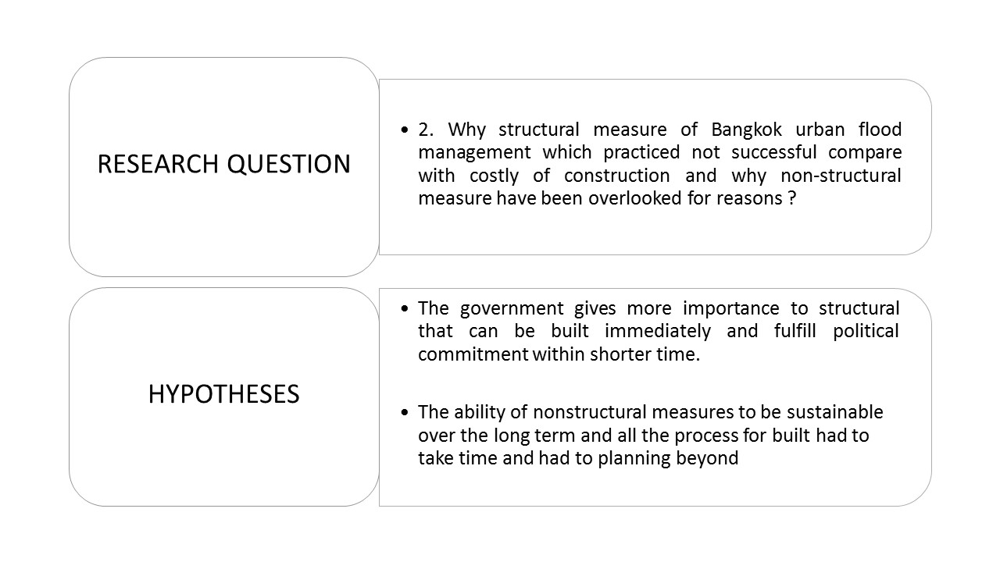 RESEARCH QUESTION
• 2. Why structural measure of Bangkok urban flood
management which practiced not successful compare
with costly of construction and why non-structural
measure have been overlooked for reasons ?
HYPOTHESES
• The government gives more importance to structural
that can be built immediately and fulfill political
commitment within shorter time.
• The ability of nonstructural measures to be sustainable
over the long term and all the process for built had to
take time and had to planning beyond